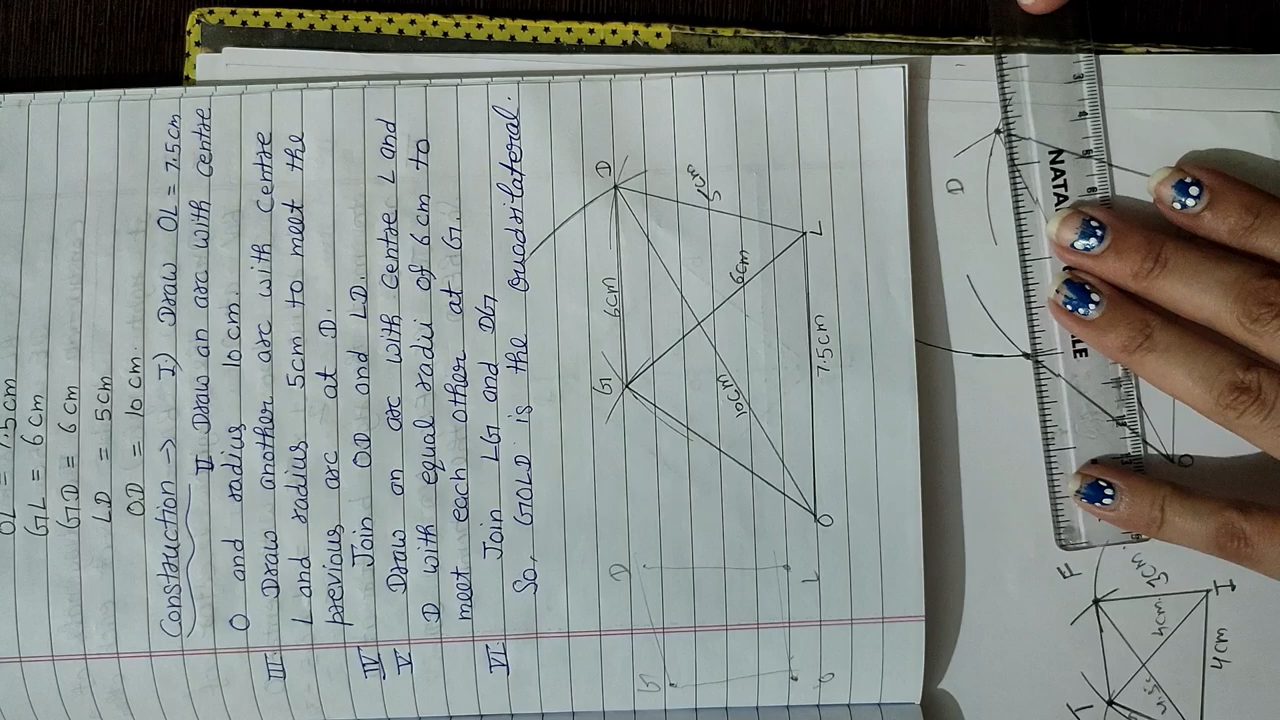 OL = 7.5cm
GL = 6cm
GD = 6cm
LD = 5cm
OD = 10cm.
Construction → I) Draw OL = 7.5cm
II Draw an arc with centre
O and radius 10cm.
III Draw another arc with centre
L and radius 5cm to meet the
previous arc at D.
IV Join OD and LD.
V Draw an arc with centre L and
D with equal radii of 6cm to
meet each other at G.
VI Join LG and DG
So, GOLD is the Quadrilateral.
G 6cm D
5cm
6cm
10cm
O 7.5cm L
G D
O L
D
O
F
3cm.
4cm
I
4cm